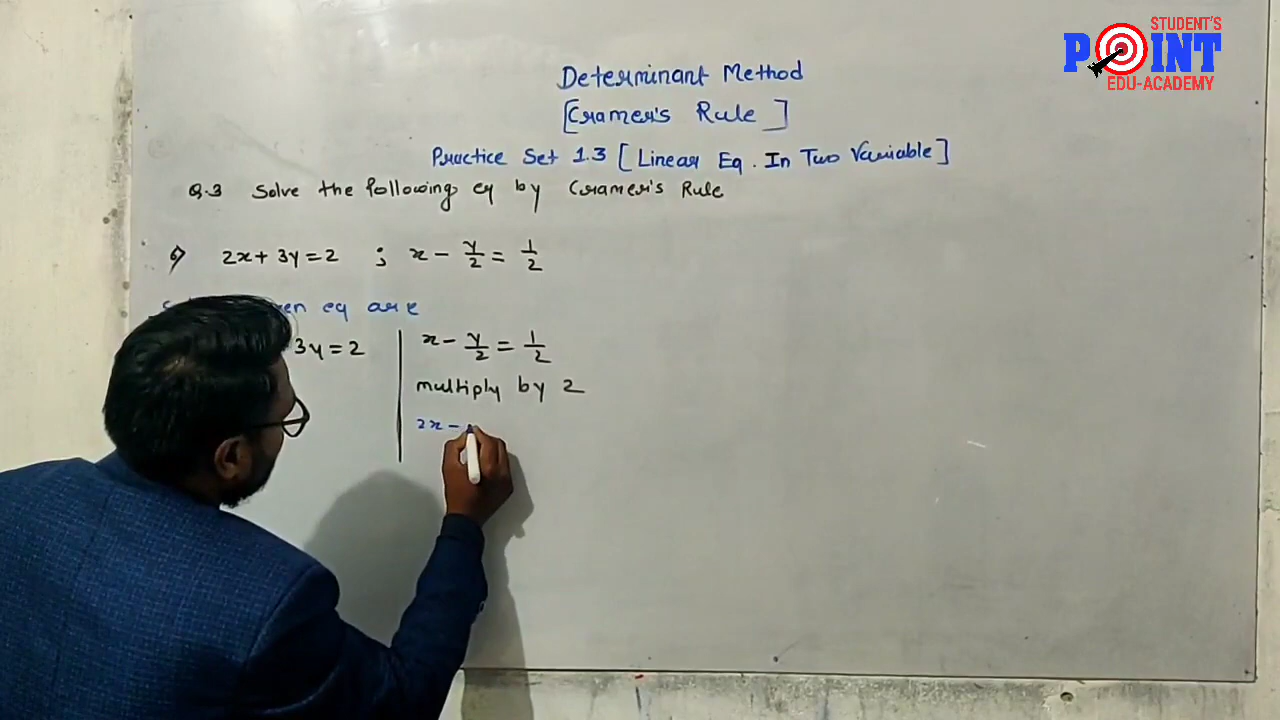 STUDENT'S
POINT
EDU-ACADEMY
Determinant Method
[Cramer's Rule]
Practice Set 1.3 [Linear Eq. In Two Variable]
Q.3 Solve the following eq by Cramer's Rule
6) 2x + 3y = 2 ; x - y/2 = 1/2
eq are
3y = 2 x - y/2 = 1/2
multiply by 2
2x -